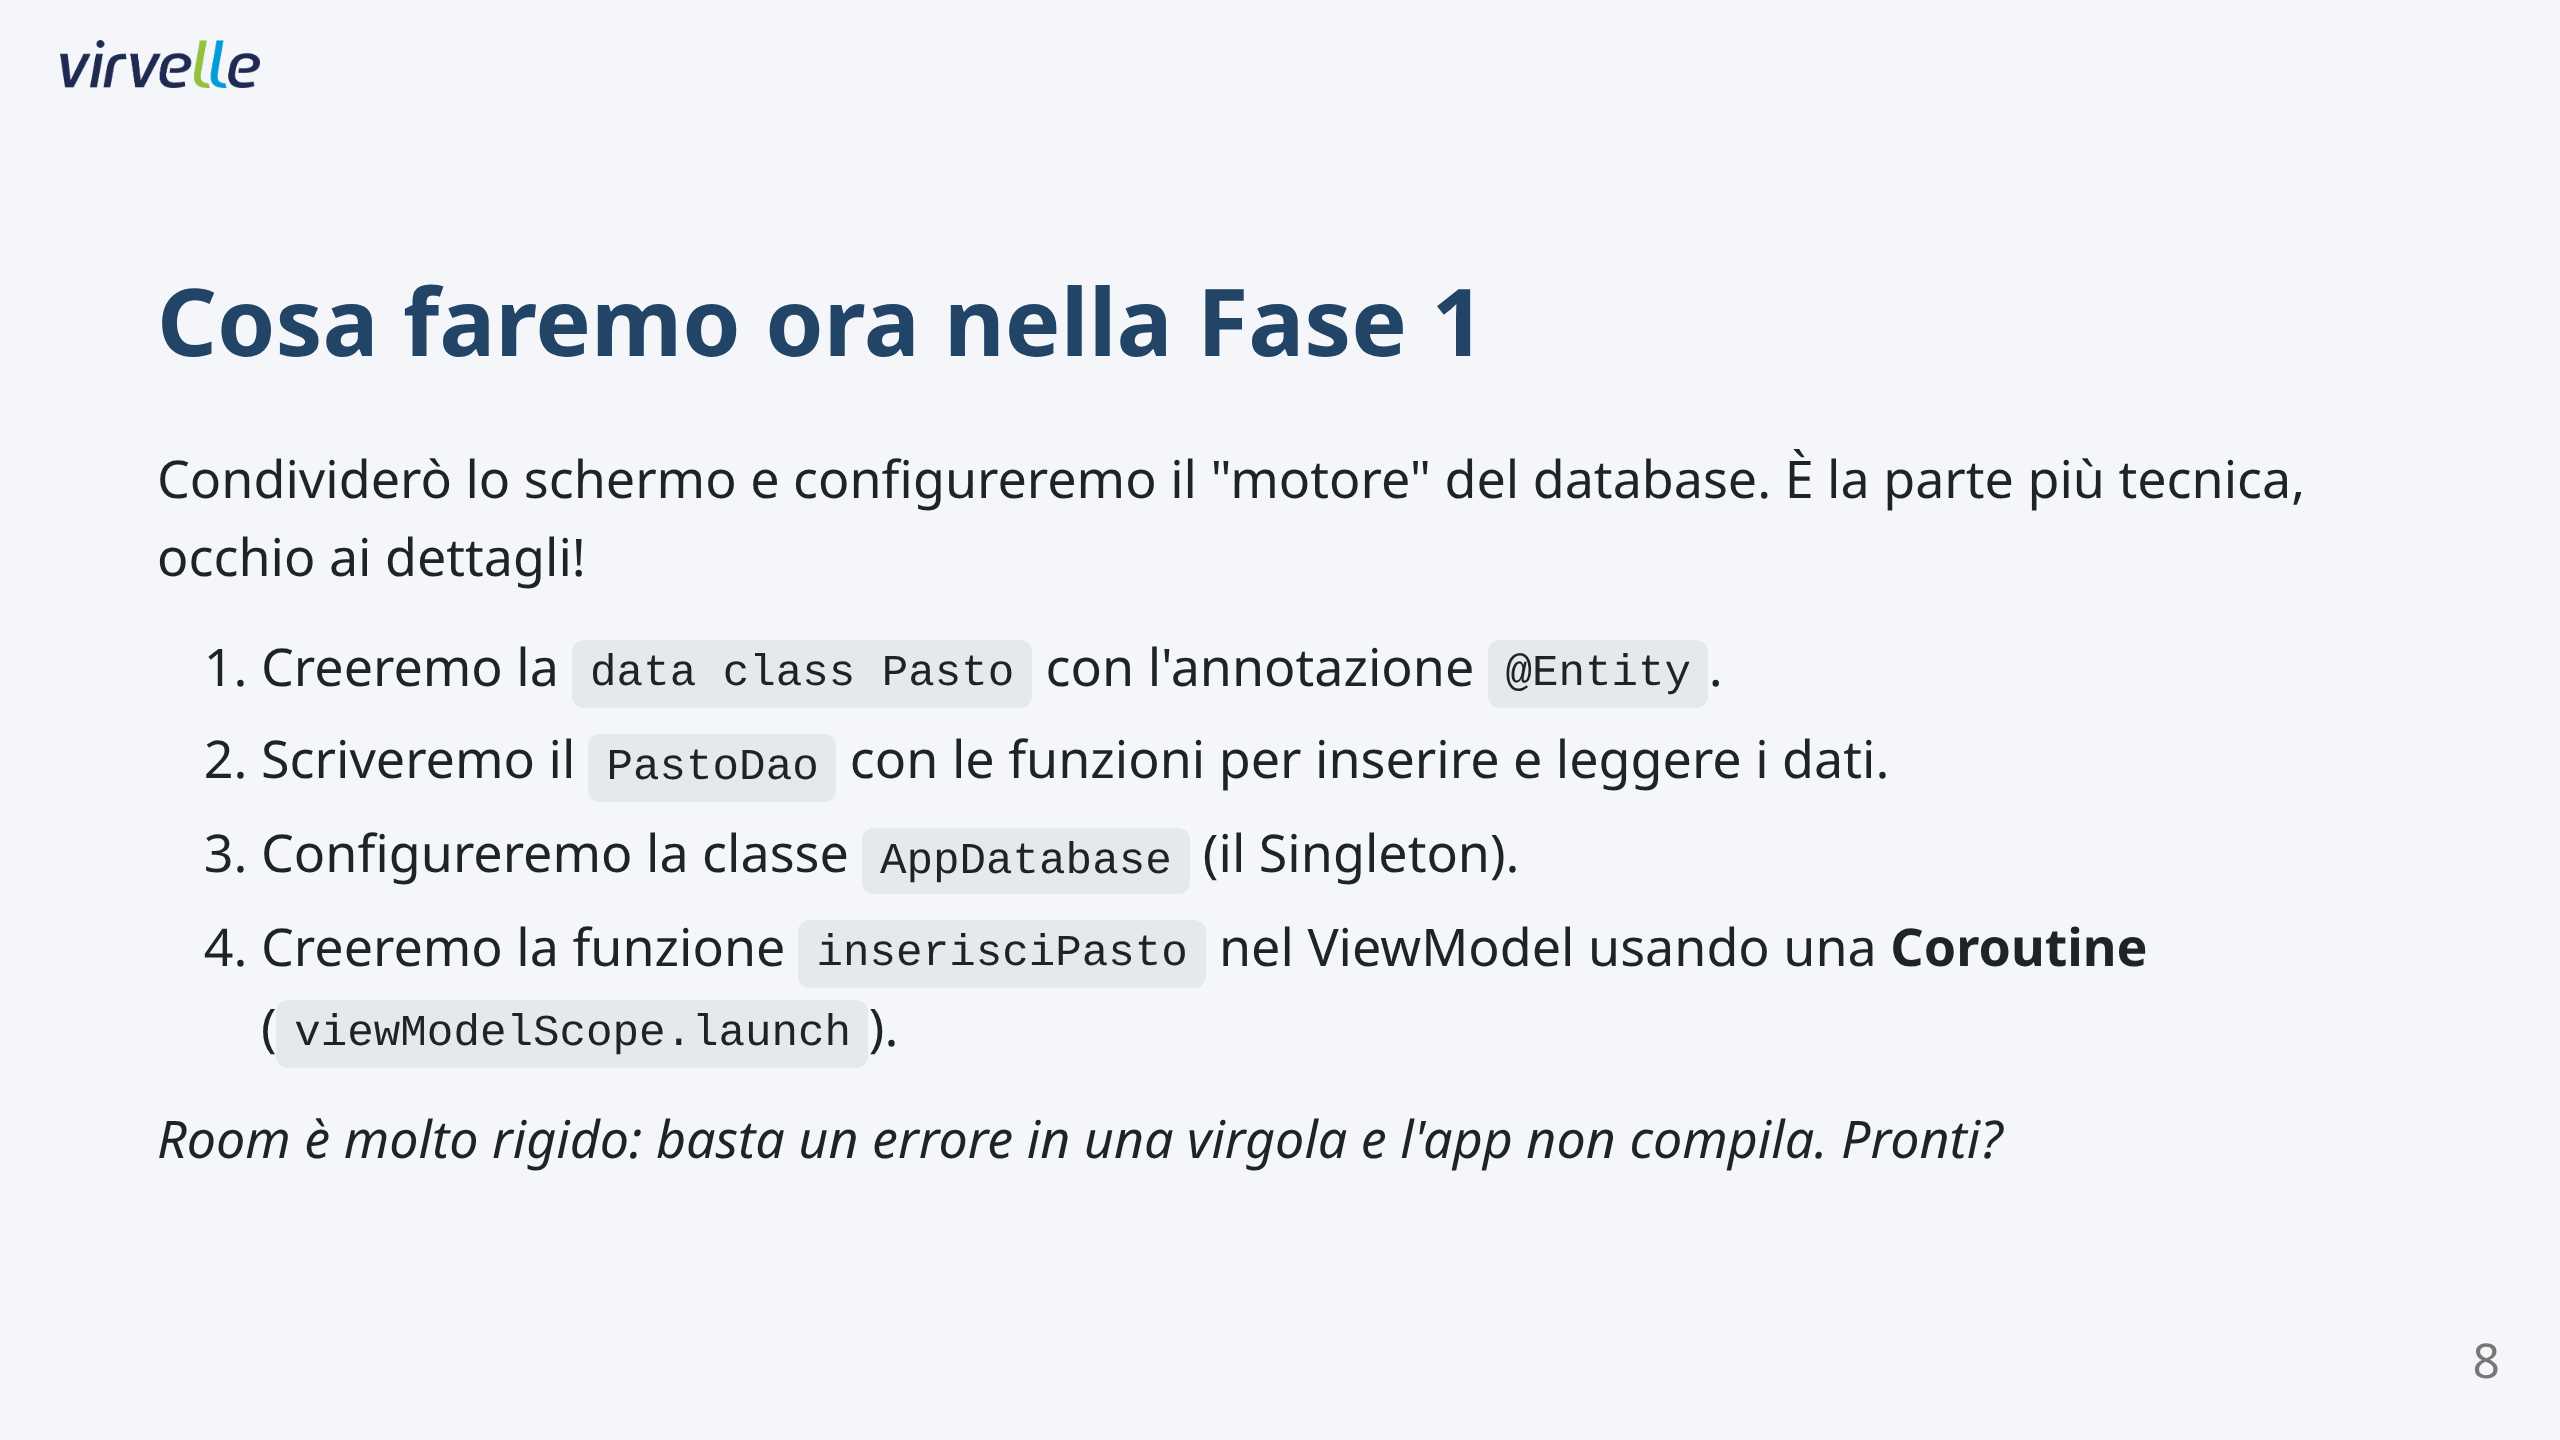 virvelle
Cosa faremo ora nella Fase 1
Condividerò lo schermo e configureremo il "motore" del database. È la parte più tecnica,
occhio ai dettagli!
1. Creeremo la data class Pasto con l'annotazione @Entity.
2. Scriveremo il PastoDao con le funzioni per inserire e leggere i dati.
3. Configureremo la classe AppDatabase (il Singleton).
4. Creeremo la funzione inserisciPasto nel ViewModel usando una Coroutine
(viewModelScope.launch).
Room è molto rigido: basta un errore in una virgola e l'app non compila. Pronti?
8